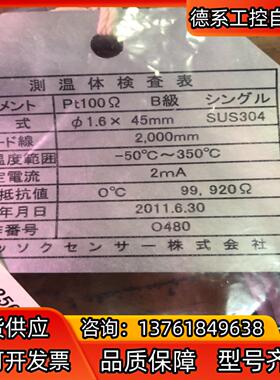 德系工控自
測温体検査表
メント Pt100Ω B級 シングル
式 φ1.6× 45mm SUS304
ード線 2,000mm
温度範囲 -50℃～350℃
定電流 2mA
抵抗値 0℃ 99,920Ω
年月日 2011.6.30
番号 O480
ッソクセンサー株式会社
货供应 咨询：13761849638
可开发票 品质保障 型号齐